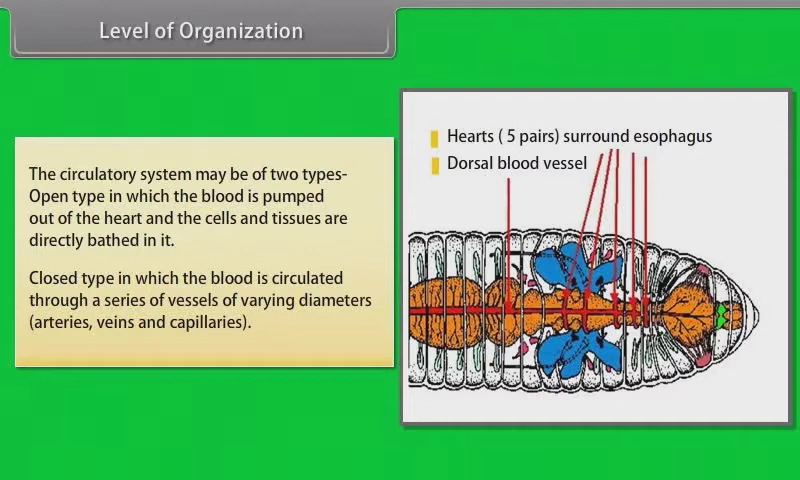 Level of Organization
The circulatory system may be of two types-
Open type in which the blood is pumped
out of the heart and the cells and tissues are
directly bathed in it.
Closed type in which the blood is circulated
through a series of vessels of varying diameters
(arteries, veins and capillaries).
Hearts ( 5 pairs) surround esophagus
Dorsal blood vessel